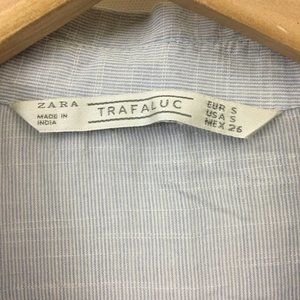 ZARA
MADE IN
INDIA
TRAFALUC
EUR S
USA S
MEX 26